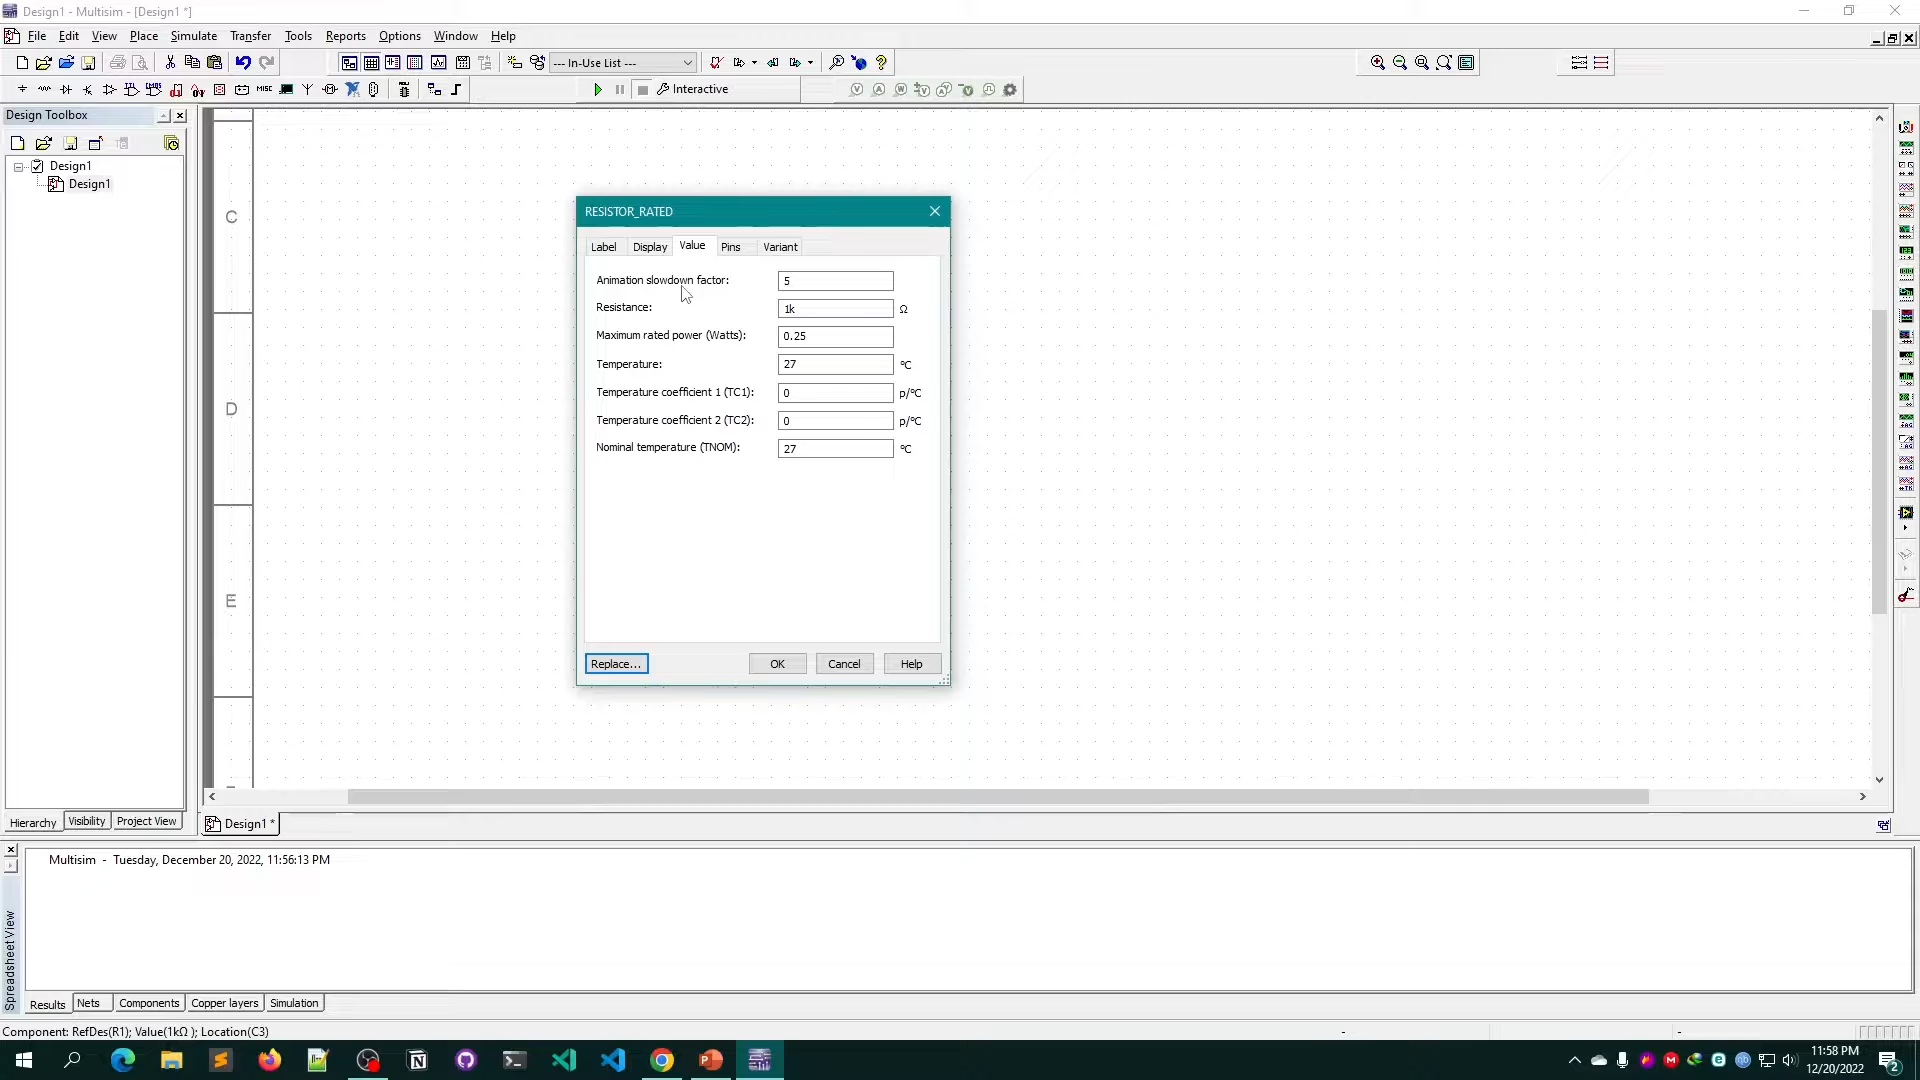 Design1 - Multisim - [Design1 *]
File Edit View Place Simulate Transfer Tools Reports Options Window Help
--- In-Use List ---
MISC Interactive
Design Toolbox
Design1
Design1
C
D
E
RESISTOR_RATED
Label Display Value Pins Variant
Animation slowdown factor: 5
Resistance: 1k Ω
Maximum rated power (Watts): 0.25
Temperature: 27 °C
Temperature coefficient 1 (TC1): 0 p/°C
Temperature coefficient 2 (TC2): 0 p/°C
Nominal temperature (TNOM): 27 °C
Replace... OK Cancel Help
Hierarchy Visibility Project View
Design1 *
Multisim - Tuesday, December 20, 2022, 11:56:13 PM
Spreadsheet View
Results Nets Components Copper layers Simulation
Component: RefDes(R1); Value(1kΩ ); Location(C3) - -
11:58 PM
12/20/2022
2